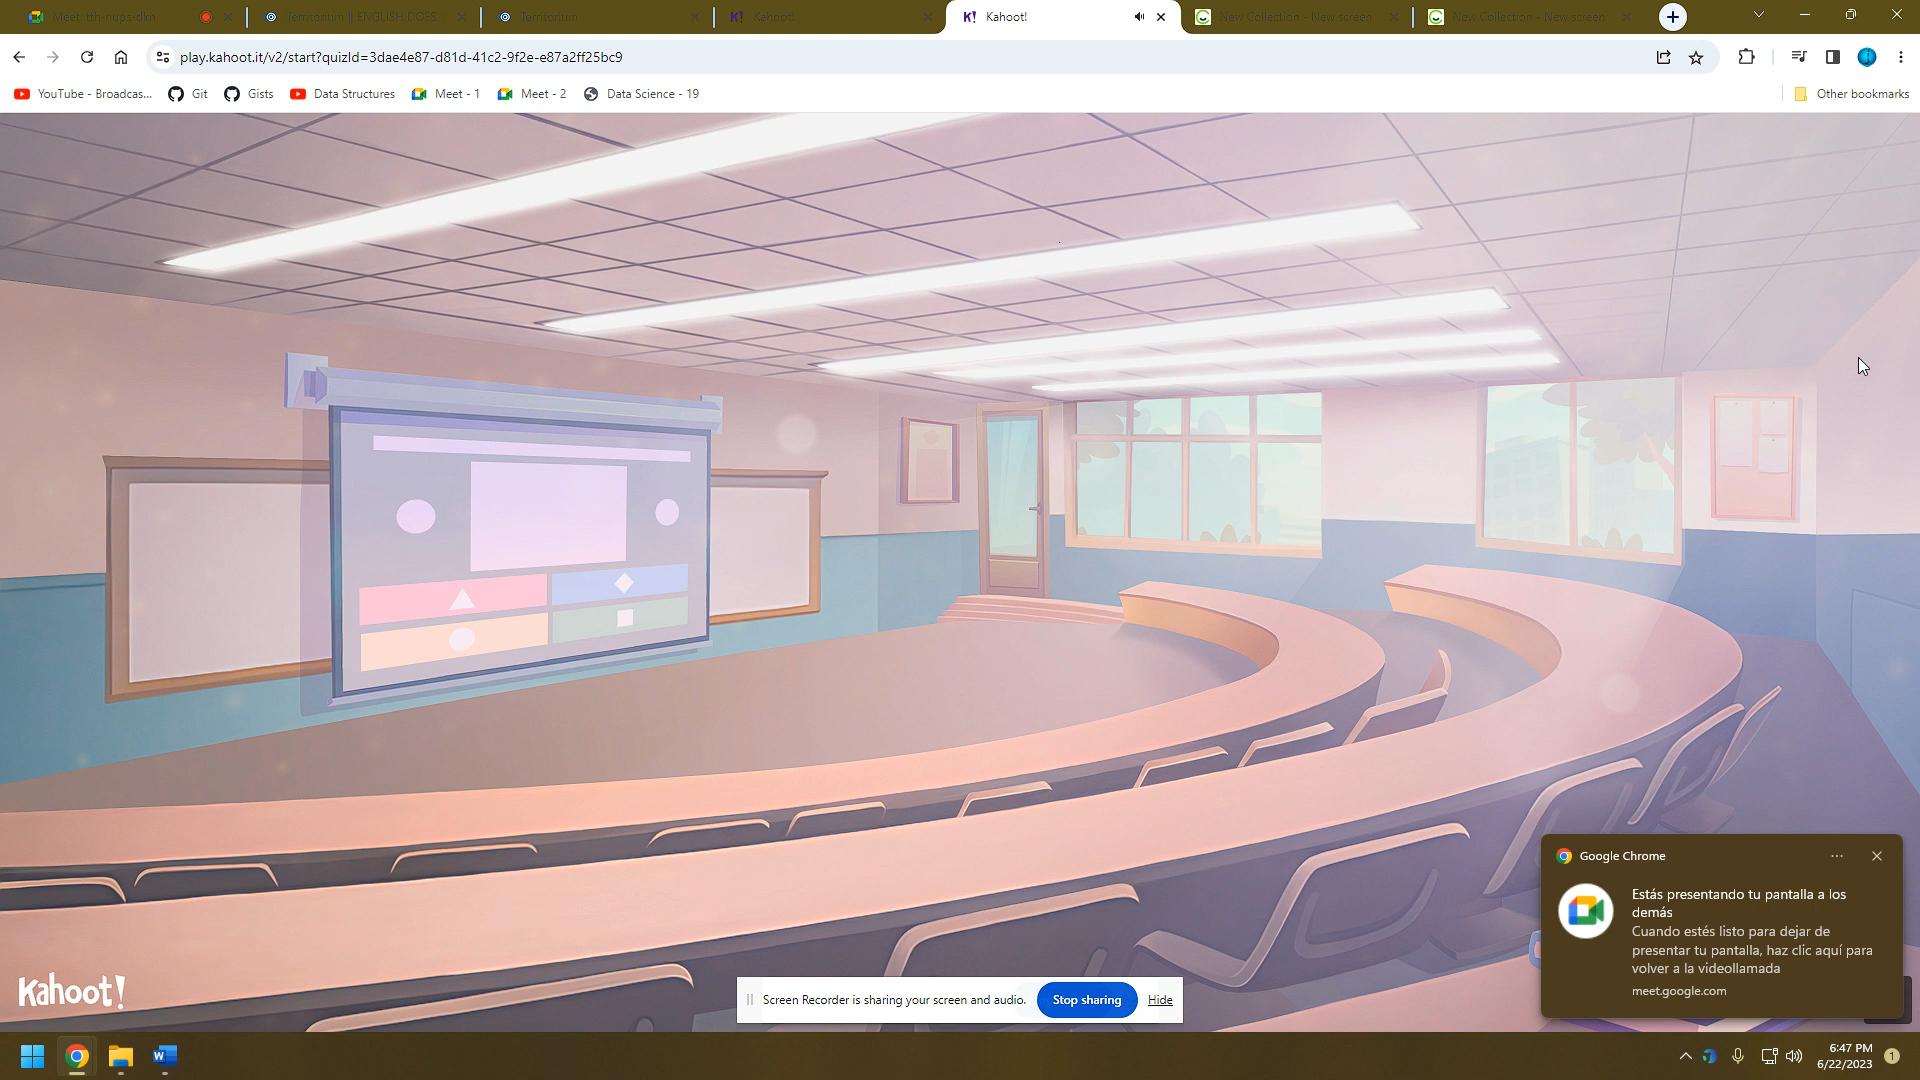 Meet: tth-nups-dkn
Territorium || ENGLISH DOES
Territorium
Kahoot!
Kahoot!
New Collection - New screen
New Collection - New screen
play.kahoot.it/v2/start?quizId=3dae4e87-d81d-41c2-9f2e-e87a2ff25bc9
YouTube - Broadcas...
Git
Gists
Data Structures
Meet - 1
Meet - 2
Data Science - 19
Other bookmarks
Google Chrome
Estás presentando tu pantalla a los
demás
Cuando estés listo para dejar de
presentar tu pantalla, haz clic aquí para
volver a la videollamada
meet.google.com
Kahoot!
Screen Recorder is sharing your screen and audio.
Stop sharing
Hide
6:47 PM
6/22/2023
1